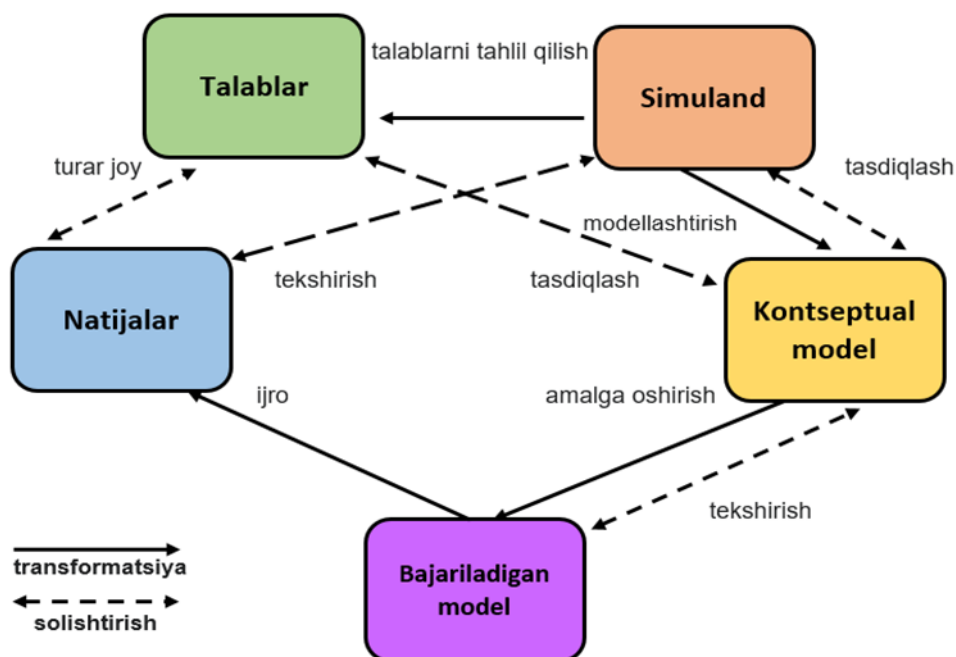 talablarni tahlil qilish
Talablar
Simuland
turar joy
tasdiqlash
modellashtirish
tekshirish
tasdiqlash
Natijalar
Kontseptual
model
ijro
amalga oshirish
tekshirish
transformatsiya
Bajariladigan
model
solishtirish